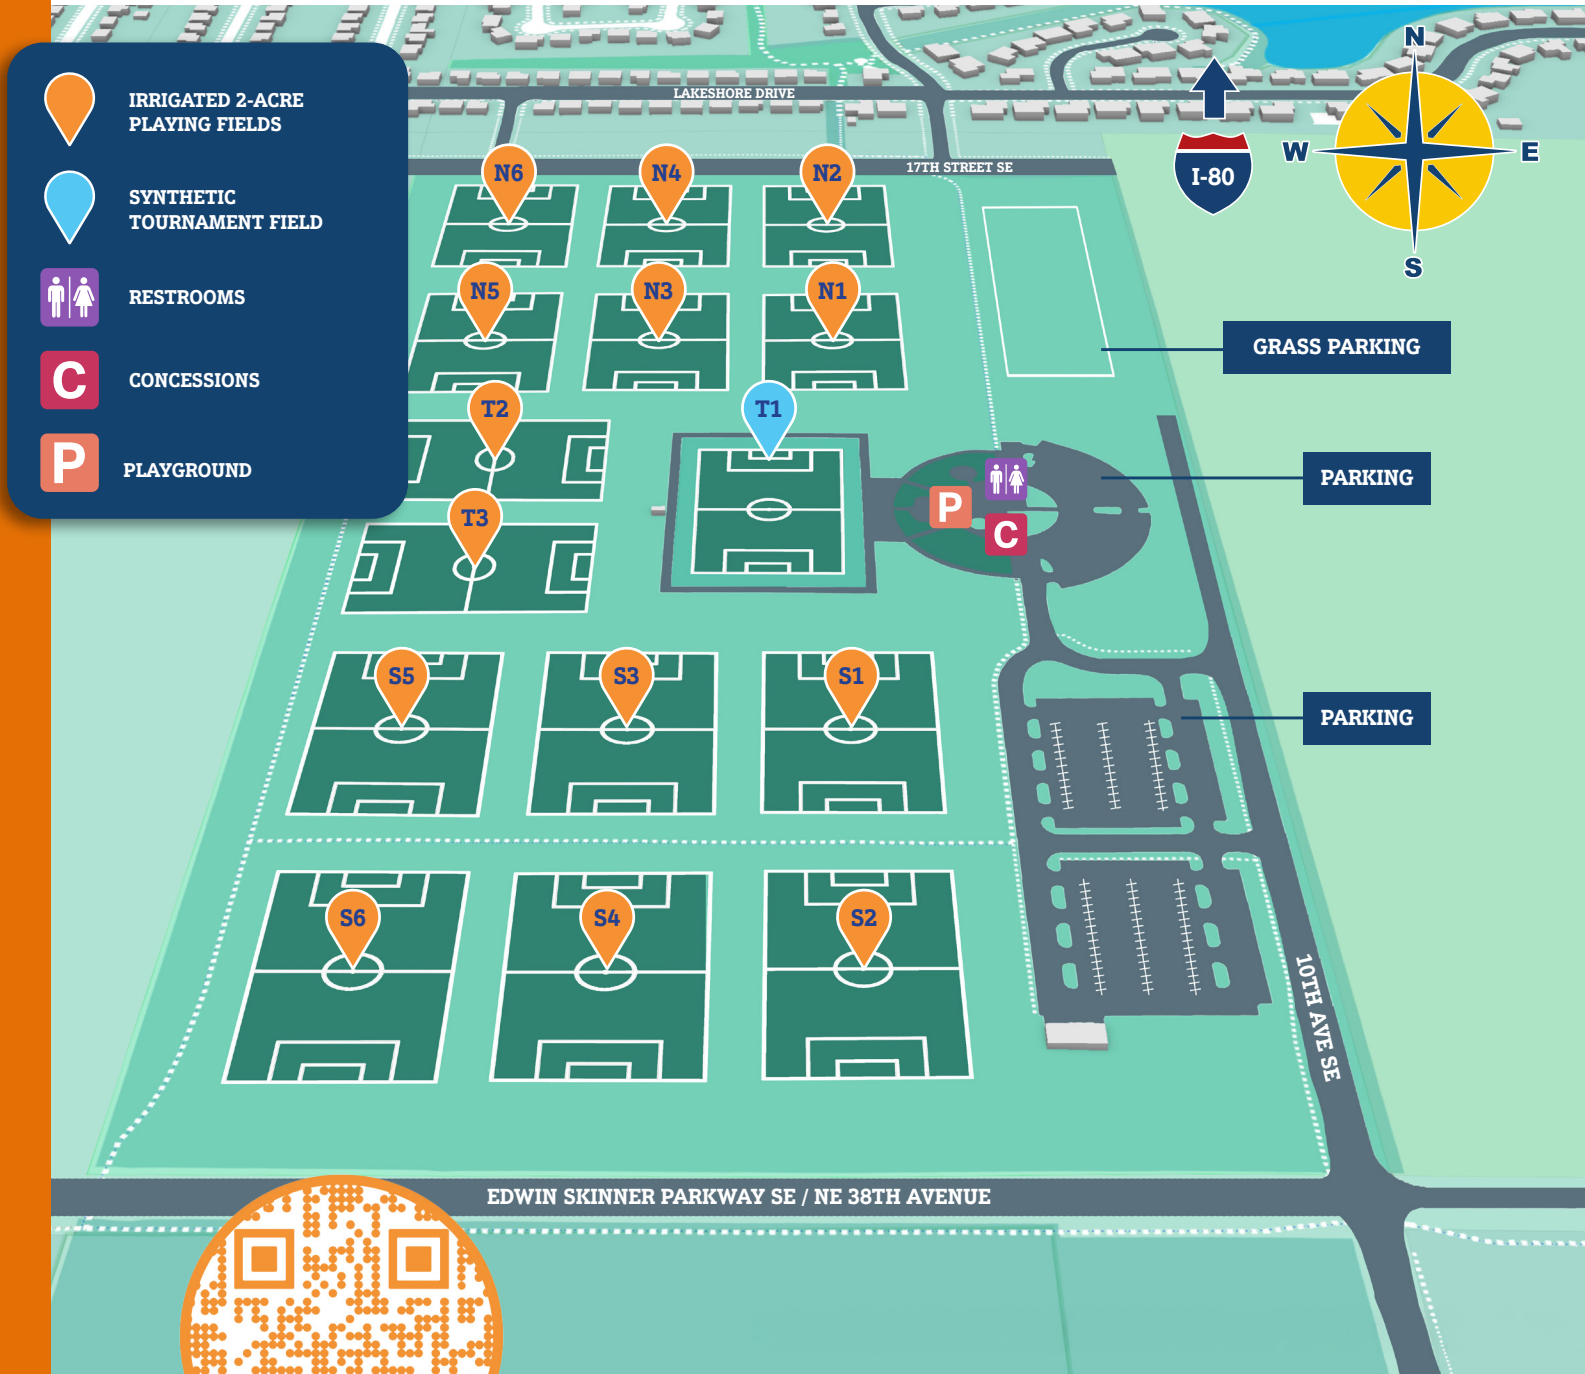 IRRIGATED 2-ACRE
PLAYING FIELDS
SYNTHETIC
TOURNAMENT FIELD
RESTROOMS
C
CONCESSIONS
P
PLAYGROUND
LAKESHORE DRIVE
17TH STREET SE
I-80
N
W
E
S
N6
N4
N2
N5
N3
N1
GRASS PARKING
T2
T1
PARKING
P
C
T3
S5
S3
S1
PARKING
S6
S4
S2
10TH AVE SE
EDWIN SKINNER PARKWAY SE / NE 38TH AVENUE